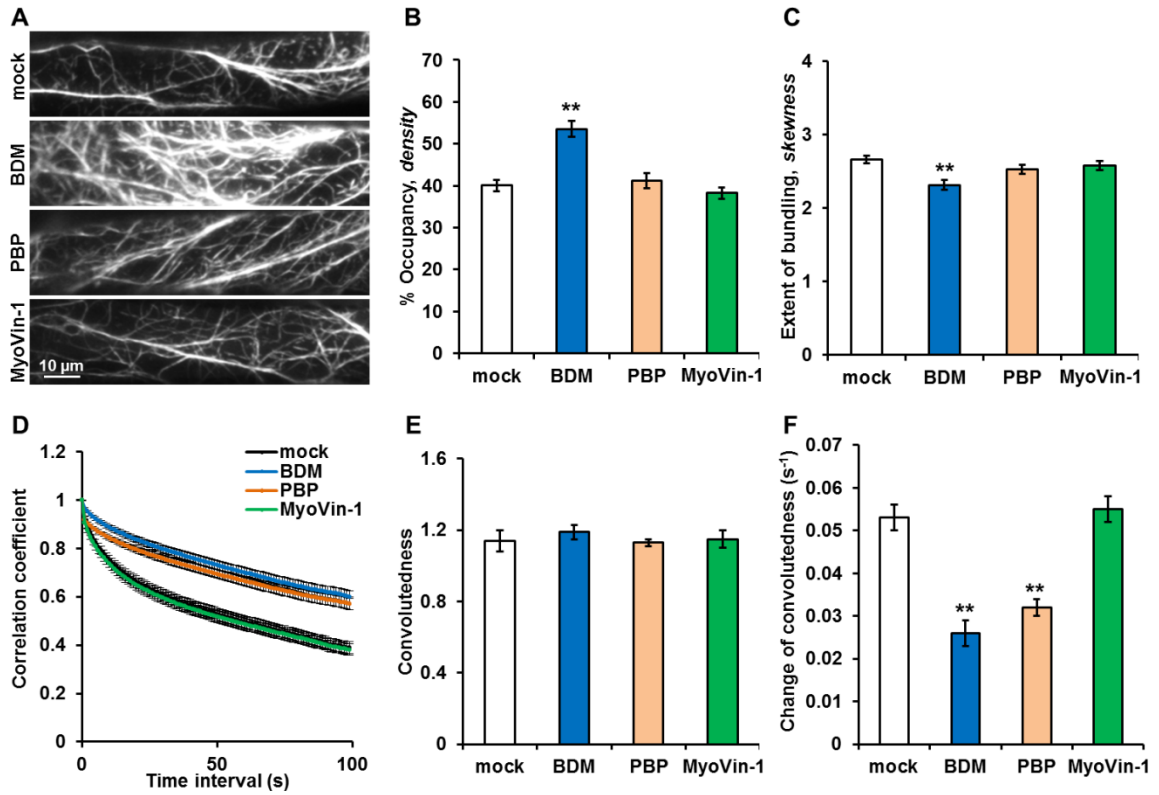 A
mock
BDM
PBP
MyoVin-1
10 µm
B
% Occupancy, density
70
60
50
40
30
20
10
0
**
mock BDM PBP MyoVin-1
C
Extent of bundling, skewness
4
3
2
1
0
**
mock BDM PBP MyoVin-1
D
Correlation coefficient
1.2
1
0.8
0.6
0.4
0.2
0
mock
BDM
PBP
MyoVin-1
0 50 100
Time interval (s)
E
Convolutedness
1.6
1.2
0.8
0.4
0
mock BDM PBP MyoVin-1
F
Change of convolutedness (s⁻¹)
0.07
0.06
0.05
0.04
0.03
0.02
0.01
0
**
**
mock BDM PBP MyoVin-1